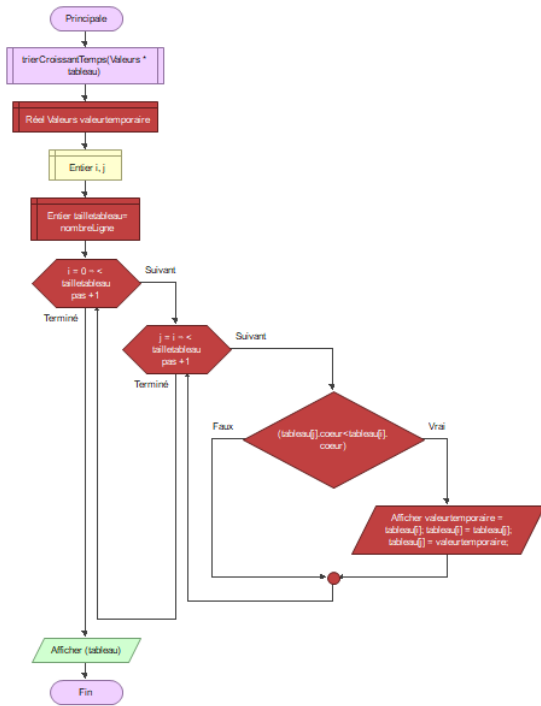 Principale
trierCroissantTemps(Valeurs *
tableau)
Réel Valeurs valeurtemporaire
Entier i, j
Entier tailletableau=
nombreLigne
i = 0 ~ <
tailletableau
pas +1
Suivant
Terminé
j = i ~ <
tailletableau
pas +1
Suivant
Terminé
Faux
(tableau[j].coeur<tableau[i].
coeur)
Vrai
Afficher valeurtemporaire =
tableau[i]; tableau[i] = tableau[j];
tableau[j] = valeurtemporaire;
Afficher (tableau)
Fin